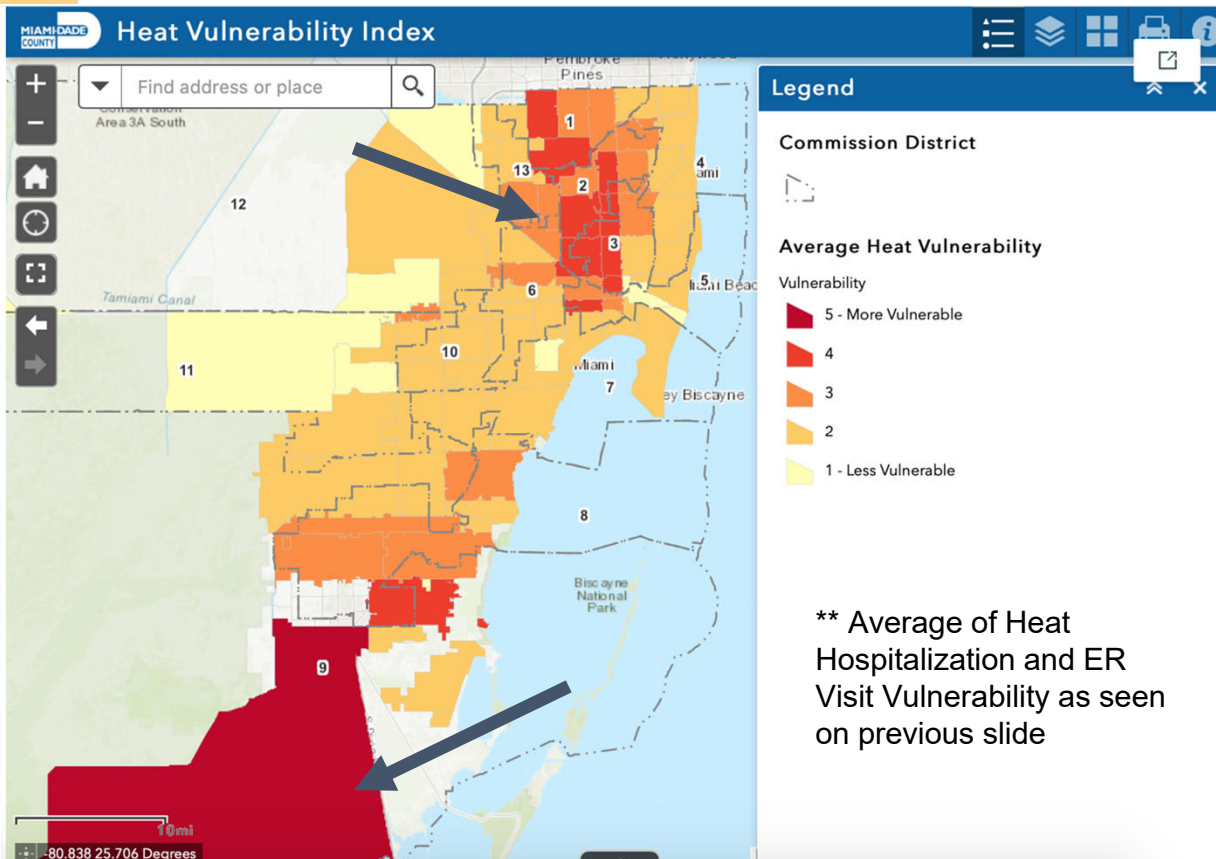 MIAMI-DADE
COUNTY
Heat Vulnerability Index
Find address or place
Pembroke
Pines
Area 3A South
1
13
4
2
12
3
5
6
Tamiami Canal
10
11
Miami
7
ey Biscayne
8
Biscayne
National
Park
9
10mi
-80.838 25.706 Degrees
Legend
Commission District
Average Heat Vulnerability
Vulnerability
5 - More Vulnerable
4
3
2
1 - Less Vulnerable
** Average of Heat
Hospitalization and ER
Visit Vulnerability as seen
on previous slide